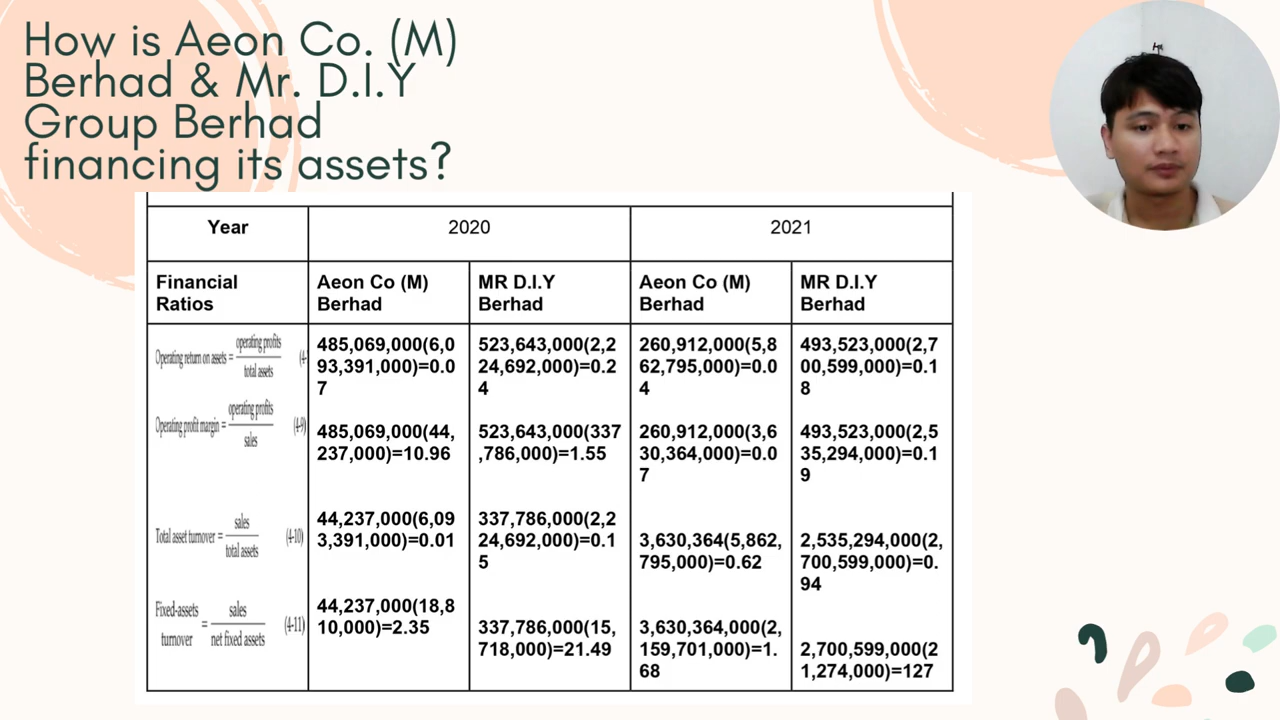 How is Aeon Co. (M)
Berhad & Mr. D.I.Y
Group Berhad
financing its assets?
Year 2020 2021
Financial
Ratios
Aeon Co (M)
Berhad
MR D.I.Y
Berhad
Aeon Co (M)
Berhad
MR D.I.Y
Berhad
Operating return on assets = operating profits
total assets
(4-
485,069,000(6,0
93,391,000)=0.0
7
523,643,000(2,2
24,692,000)=0.2
4
260,912,000(5,8
62,795,000)=0.0
4
493,523,000(2,7
00,599,000)=0.1
8
Operating profit margin = operating profits
sales
(4-9)
485,069,000(44,
237,000)=10.96
523,643,000(337
,786,000)=1.55
260,912,000(3,6
30,364,000)=0.0
7
493,523,000(2,5
35,294,000)=0.1
9
Total asset turnover = sales
total assets
(4-10)
44,237,000(6,09
3,391,000)=0.01
337,786,000(2,2
24,692,000)=0.1
5
3,630,364(5,862,
795,000)=0.62
2,535,294,000(2,
700,599,000)=0.
94
Fixed-assets
turnover
= sales
net fixed assets
(4-11)
44,237,000(18,8
10,000)=2.35
337,786,000(15,
718,000)=21.49
3,630,364,000(2,
159,701,000)=1.
68
2,700,599,000(2
1,274,000)=127